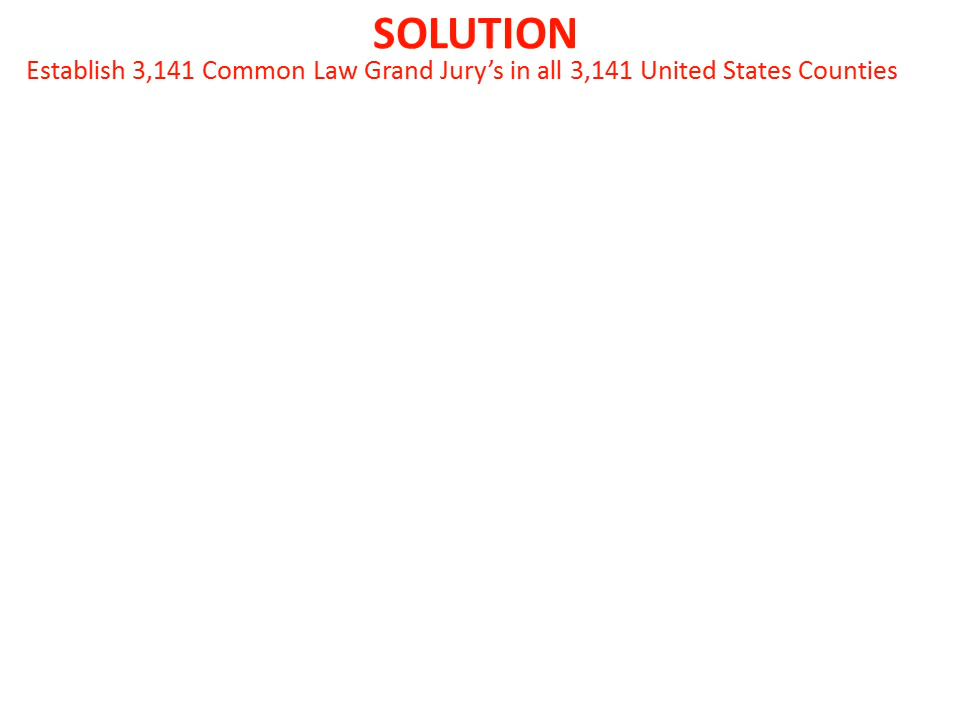 SOLUTION
Establish 3,141 Common Law Grand Jury’s in all 3,141 United States Counties